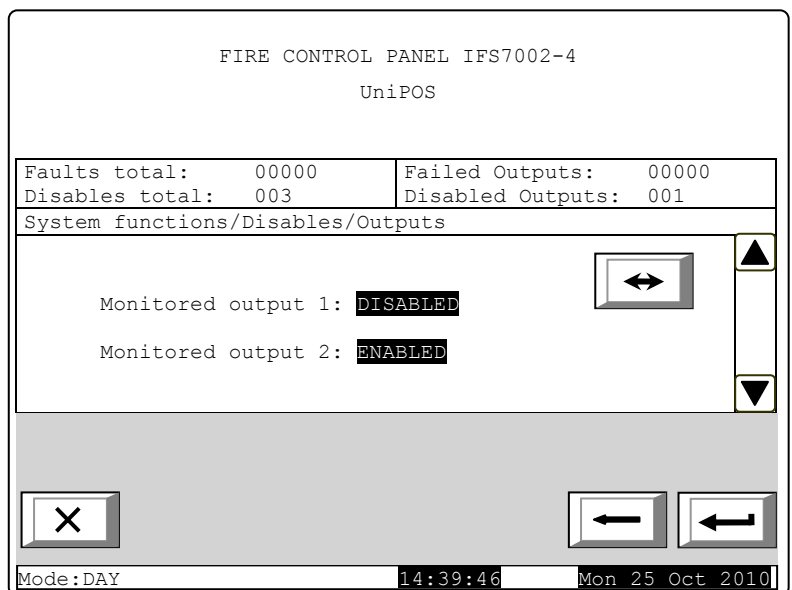 FIRE CONTROL PANEL IFS7002-4
UniPOS
Faults total: 00000 Failed Outputs: 00000
Disables total: 003 Disabled Outputs: 001
System functions/Disables/Outputs
Monitored output 1: DISABLED
Monitored output 2: ENABLED
Mode:DAY 14:39:46 Mon 25 Oct 2010